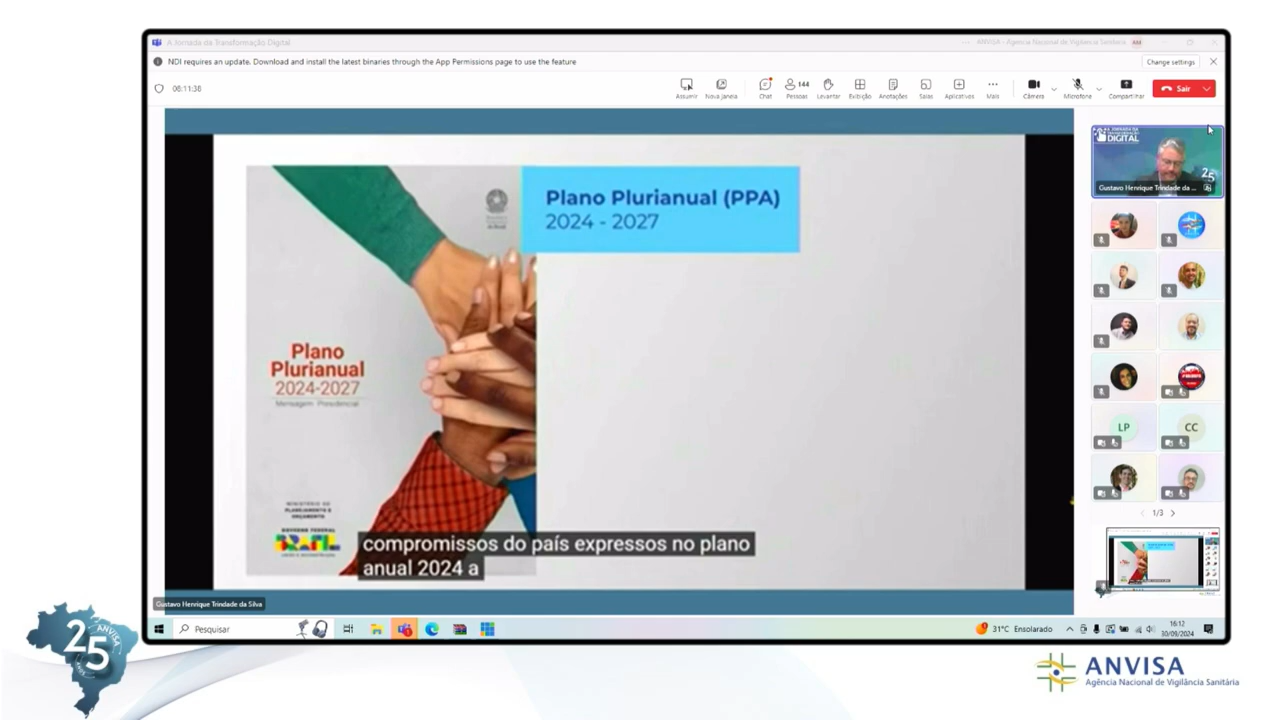 A Jornada da Transformação Digital
ANVISA - Agência Nacional de Vigilância Sanitária
AM
NDI requires an update. Download and install the latest binaries through the App Permissions page to use the feature
Change settings
06:11:38
Assumir
Nova janela
Chat
144
Pessoas
Levantar
Exibição
Anotações
Salas
Aplicativos
Mais
Câmera
Microfone
Compartilhar
Sair
Plano Plurianual (PPA)
2024 - 2027
Plano
Plurianual
2024-2027
Mensagem Presidencial
MINISTÉRIO DO
PLANEJAMENTO E
ORÇAMENTO
GOVERNO FEDERAL
BRASIL
compromissos do país expressos no plano
anual 2024 a
Gustavo Henrique Trindade da Silva
DIGITAL
25
Gustavo Henrique Trindade da ...
LP
CC
1/3
Pesquisar
31°C Ensolarado
16:12
30/09/2024
25
ANVISA
ANOS
ANVISA
Agência Nacional de Vigilância Sanitária